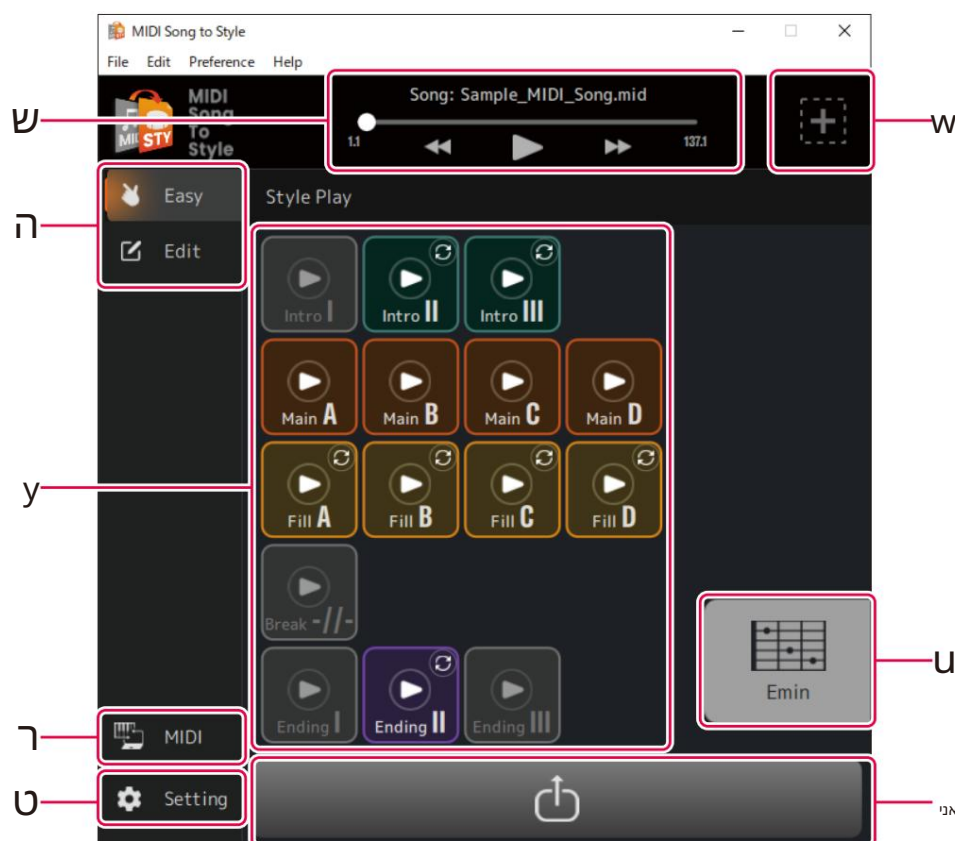 MIDI Song to Style
File Edit Preference Help
MIDI
Song
To
Style
MID STY
Song: Sample_MIDI_Song.mid
1.1 137.1
ש
w
ה
Easy
Edit
Style Play
Intro I
Intro II
Intro III
Main A
Main B
Main C
Main D
y
Fill A
Fill B
Fill C
Fill D
Break -//-
Ending I
Ending II
Ending III
Emin
u
ר
MIDI
ט
Setting
אני